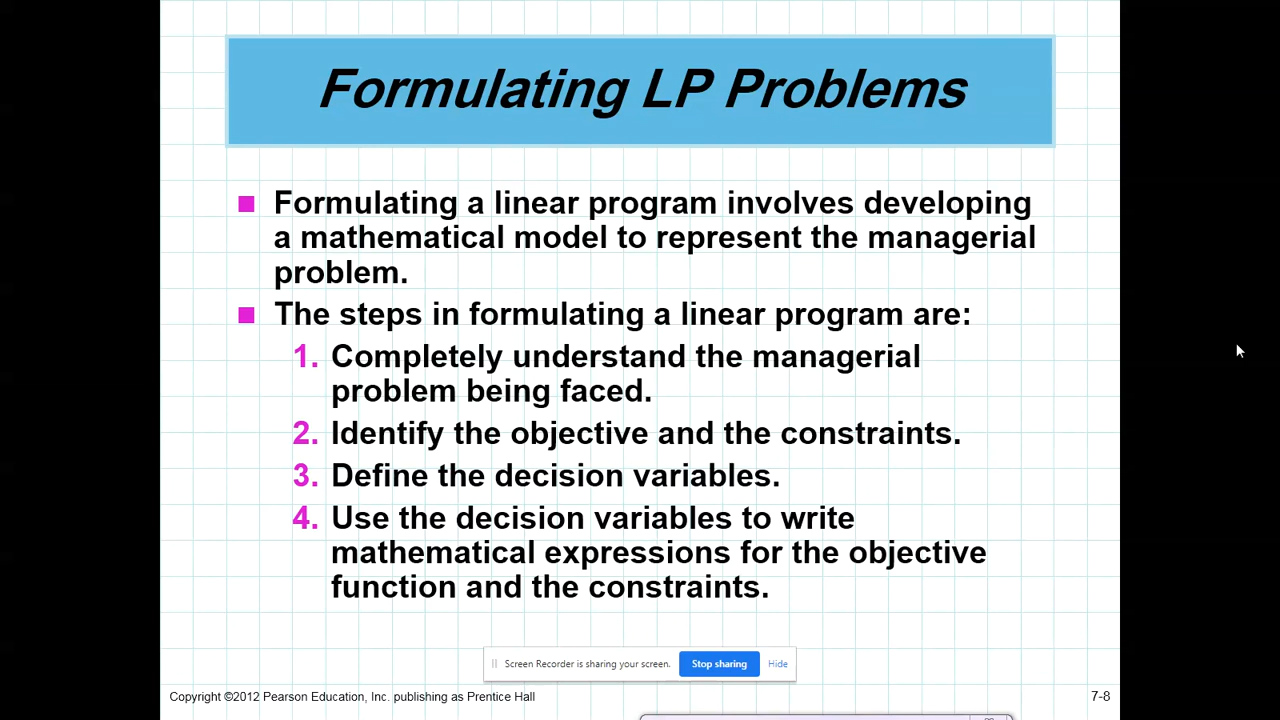 Formulating LP Problems
Formulating a linear program involves developing
a mathematical model to represent the managerial
problem.
The steps in formulating a linear program are:
1. Completely understand the managerial
problem being faced.
2. Identify the objective and the constraints.
3. Define the decision variables.
4. Use the decision variables to write
mathematical expressions for the objective
function and the constraints.
Screen Recorder is sharing your screen. Stop sharing Hide
Copyright ©2012 Pearson Education, Inc. publishing as Prentice Hall 7-8